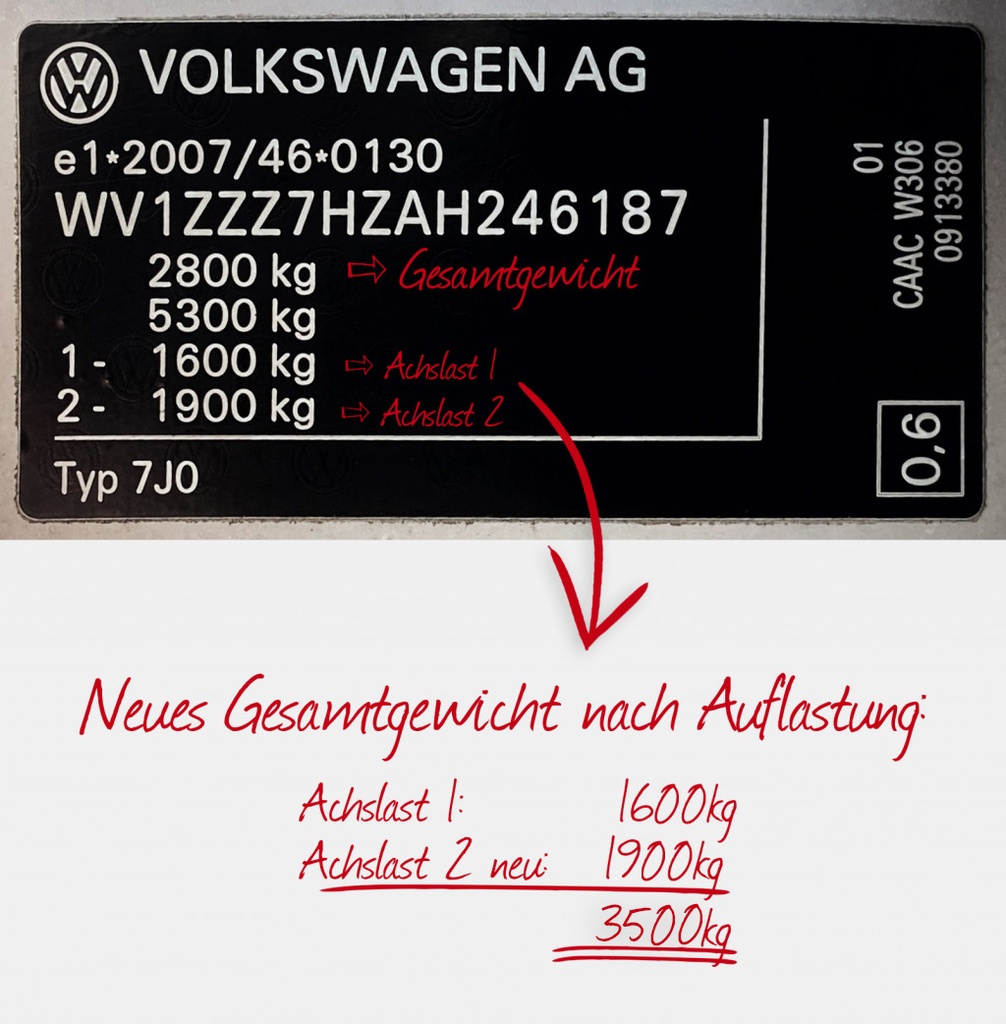 VOLKSWAGEN AG
e1*2007/46*0130
WV1ZZZ7HZAH246187
2800 kg ⇨ Gesamtgewicht
5300 kg
1 - 1600 kg ⇨ Achslast 1
2 - 1900 kg ⇨ Achslast 2
Typ 7J0
01
CAAC W306
0913380
0,6
Neues Gesamtgewicht nach Auflastung:
Achslast 1: 1600kg
Achslast 2 neu: 1900kg
3500kg